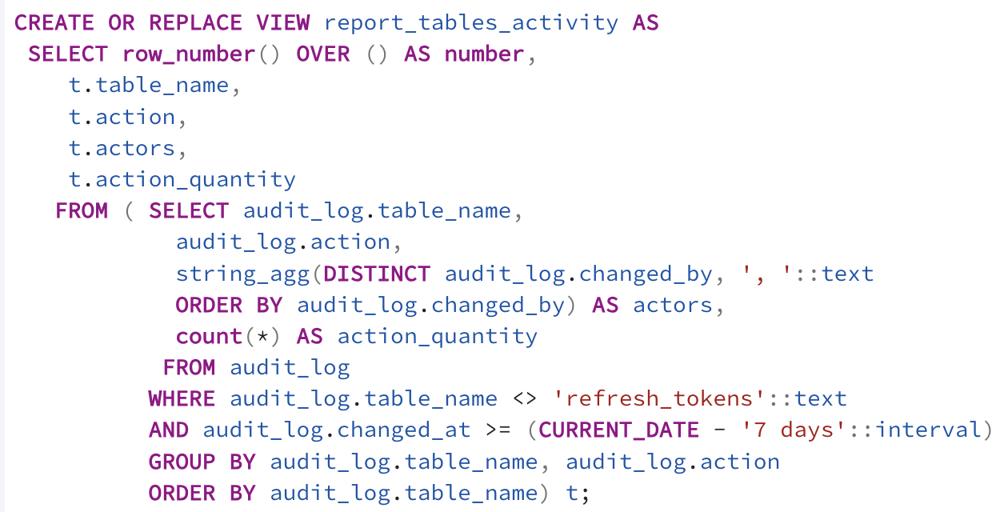 CREATE OR REPLACE VIEW report_tables_activity AS
SELECT row_number() OVER () AS number,
t.table_name,
t.action,
t.actors,
t.action_quantity
FROM ( SELECT audit_log.table_name,
audit_log.action,
string_agg(DISTINCT audit_log.changed_by, ', '::text
ORDER BY audit_log.changed_by) AS actors,
count(*) AS action_quantity
FROM audit_log
WHERE audit_log.table_name <> 'refresh_tokens'::text
AND audit_log.changed_at >= (CURRENT_DATE - '7 days'::interval)
GROUP BY audit_log.table_name, audit_log.action
ORDER BY audit_log.table_name) t;